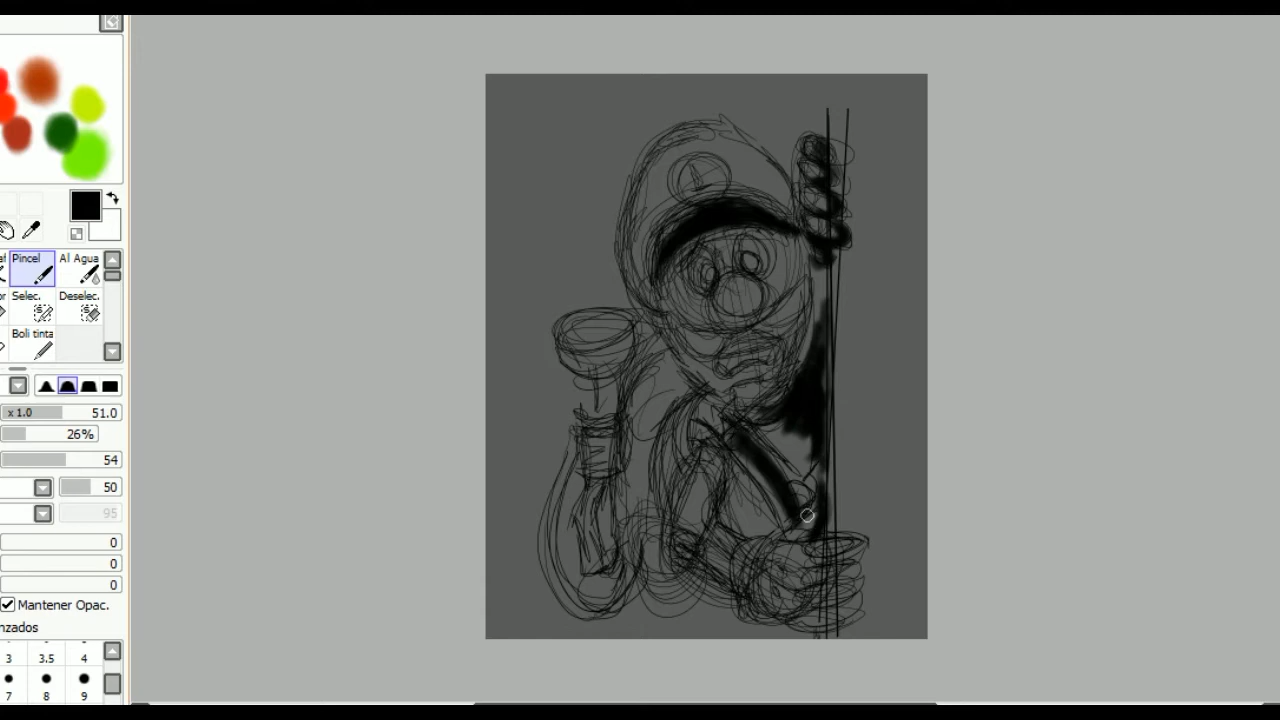 Pincel Al Agua
Selec. Deselec.
Boli tinta
x 1.0 51.0
26%
54
50
95
0
0
0
Mantener Opac.
nzados
3 3.5 4
7 8 9